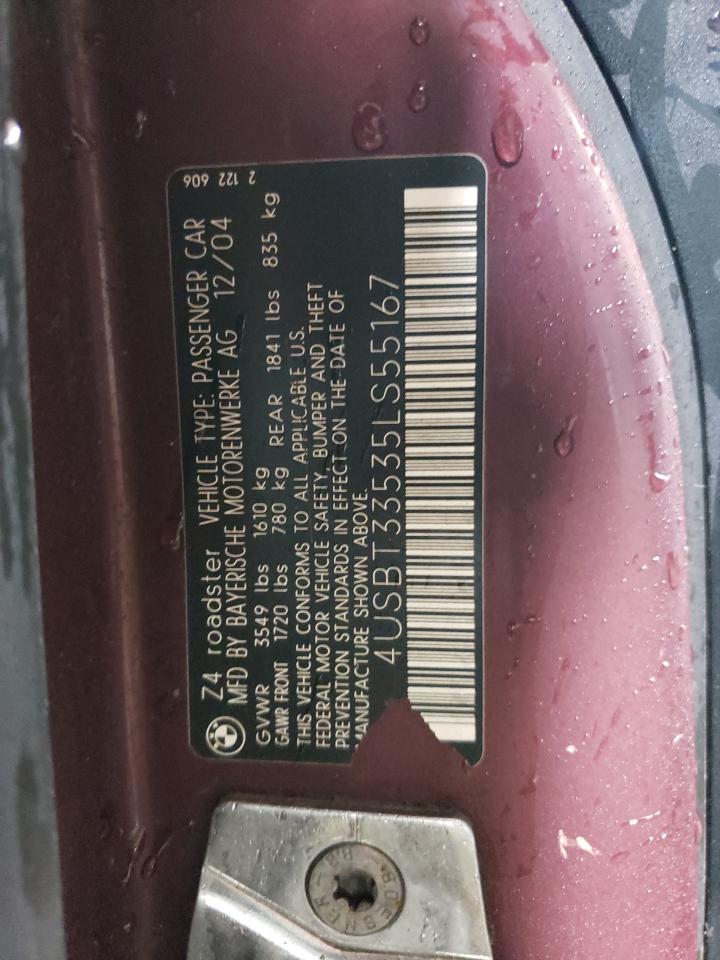 Z4 roadster VEHICLE TYPE: PASSENGER CAR
MFD BY BAYERISCHE MOTORENWERKE AG 12/04
GVWR 3549 lbs 1610 kg
GAWR FRONT 1720 lbs 780 kg REAR 1841 lbs 835 kg
THIS VEHICLE CONFORMS TO ALL APPLICABLE U.S.
FEDERAL MOTOR VEHICLE SAFETY, BUMPER AND THEFT
PREVENTION STANDARDS IN EFFECT ON THE DATE OF
MANUFACTURE SHOWN ABOVE.
4USBT33535LS55167
2 122 606